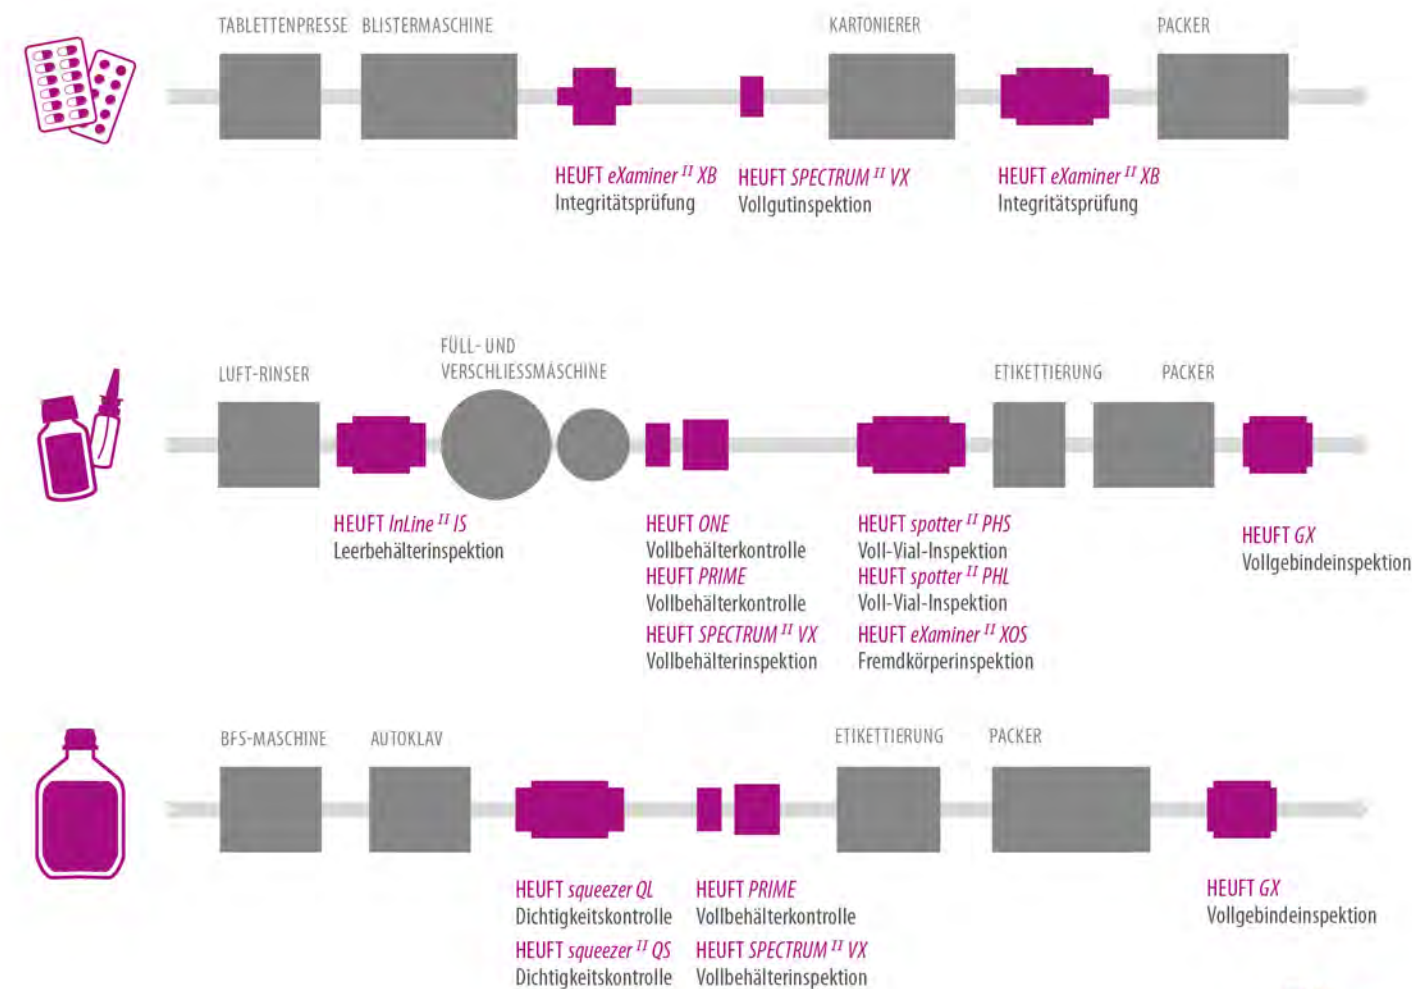 TABLETTENPRESSE BLISTERMASCHINE KARTONIERER PACKER
HEUFT eXaminer II XB
Integritätsprüfung
HEUFT SPECTRUM II VX
Vollgutinspektion
HEUFT eXaminer II XB
Integritätsprüfung
LUFT-RINSER
FÜLL- UND
VERSCHLIESSMASCHINE
ETIKETTIERUNG PACKER
HEUFT InLine II IS
Leerbehälterinspektion
HEUFT ONE
Vollbehälterkontrolle
HEUFT PRIME
Vollbehälterkontrolle
HEUFT SPECTRUM II VX
Vollbehälterinspektion
HEUFT spotter II PHS
Voll-Vial-Inspektion
HEUFT spotter II PHL
Voll-Vial-Inspektion
HEUFT eXaminer II XOS
Fremdkörperinspektion
HEUFT GX
Vollgebindeinspektion
BFS-MASCHINE AUTOKLAV ETIKETTIERUNG PACKER
HEUFT squeezer QL
Dichtigkeitskontrolle
HEUFT squeezer II QS
Dichtigkeitskontrolle
HEUFT PRIME
Vollbehälterkontrolle
HEUFT SPECTRUM II VX
Vollbehälterinspektion
HEUFT GX
Vollgebindeinspektion